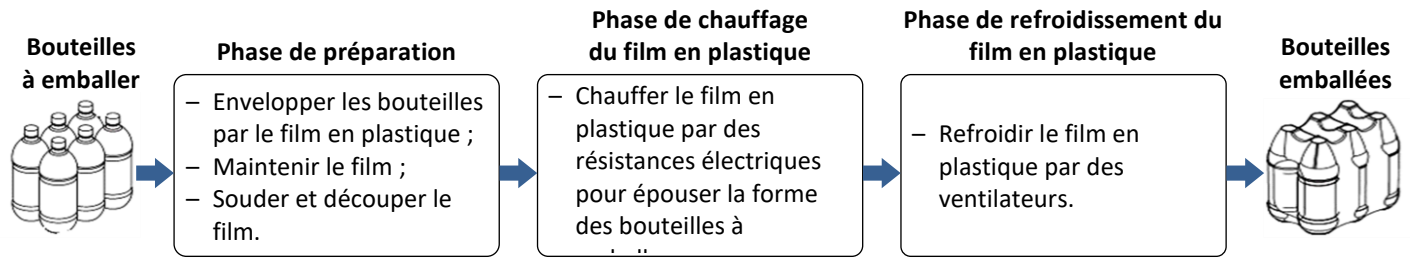 Bouteilles
à emballer
Phase de préparation
– Envelopper les bouteilles
par le film en plastique ;
– Maintenir le film ;
– Souder et découper le
film.
Phase de chauffage
du film en plastique
– Chauffer le film en
plastique par des
résistances électriques
pour épouser la forme
des bouteilles à
Phase de refroidissement du
film en plastique
– Refroidir le film en
plastique par des
ventilateurs.
Bouteilles
emballées